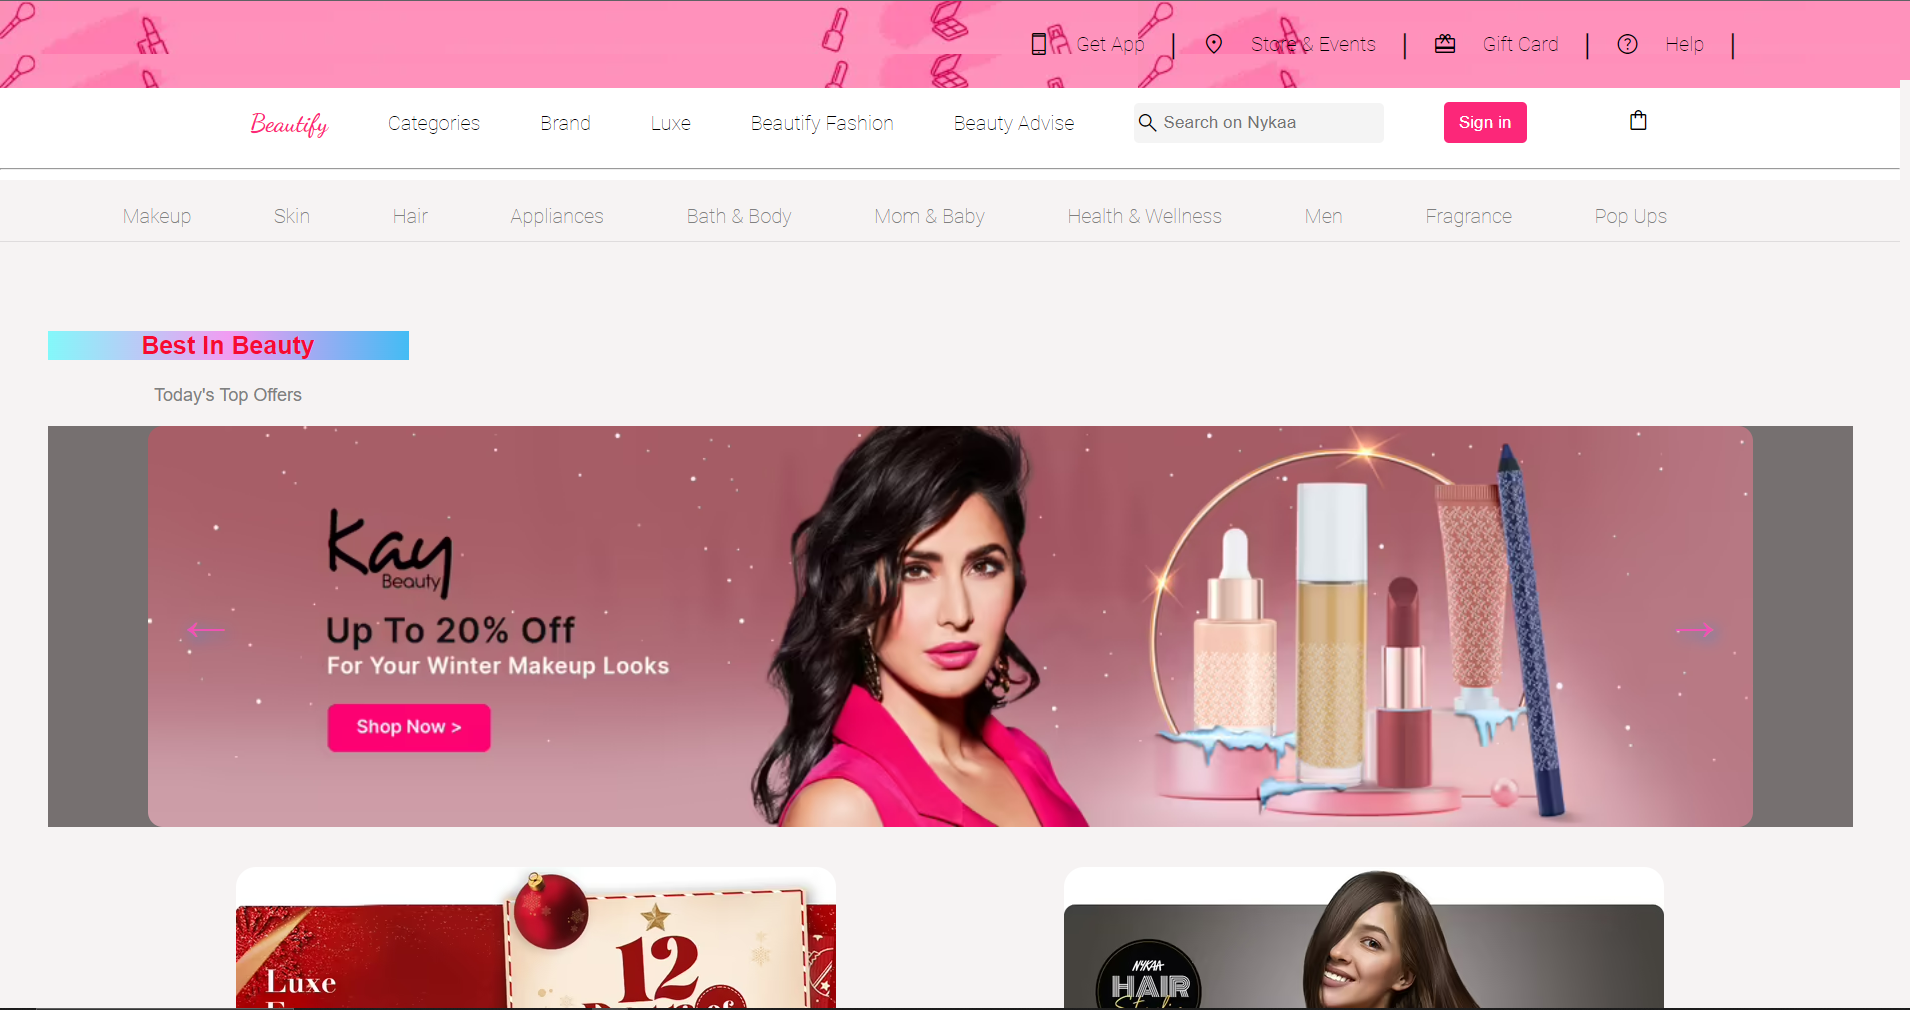 Get App | Store & Events | Gift Card | Help |
Beautify Categories Brand Luxe Beautify Fashion Beauty Advise Search on Nykaa Sign in
Makeup Skin Hair Appliances Bath & Body Mom & Baby Health & Wellness Men Fragrance Pop Ups
Best In Beauty
Today's Top Offers
Kay
Beauty
Up To 20% Off
For Your Winter Makeup Looks
Shop Now >
Luxe
12
NYKAA
HAIR